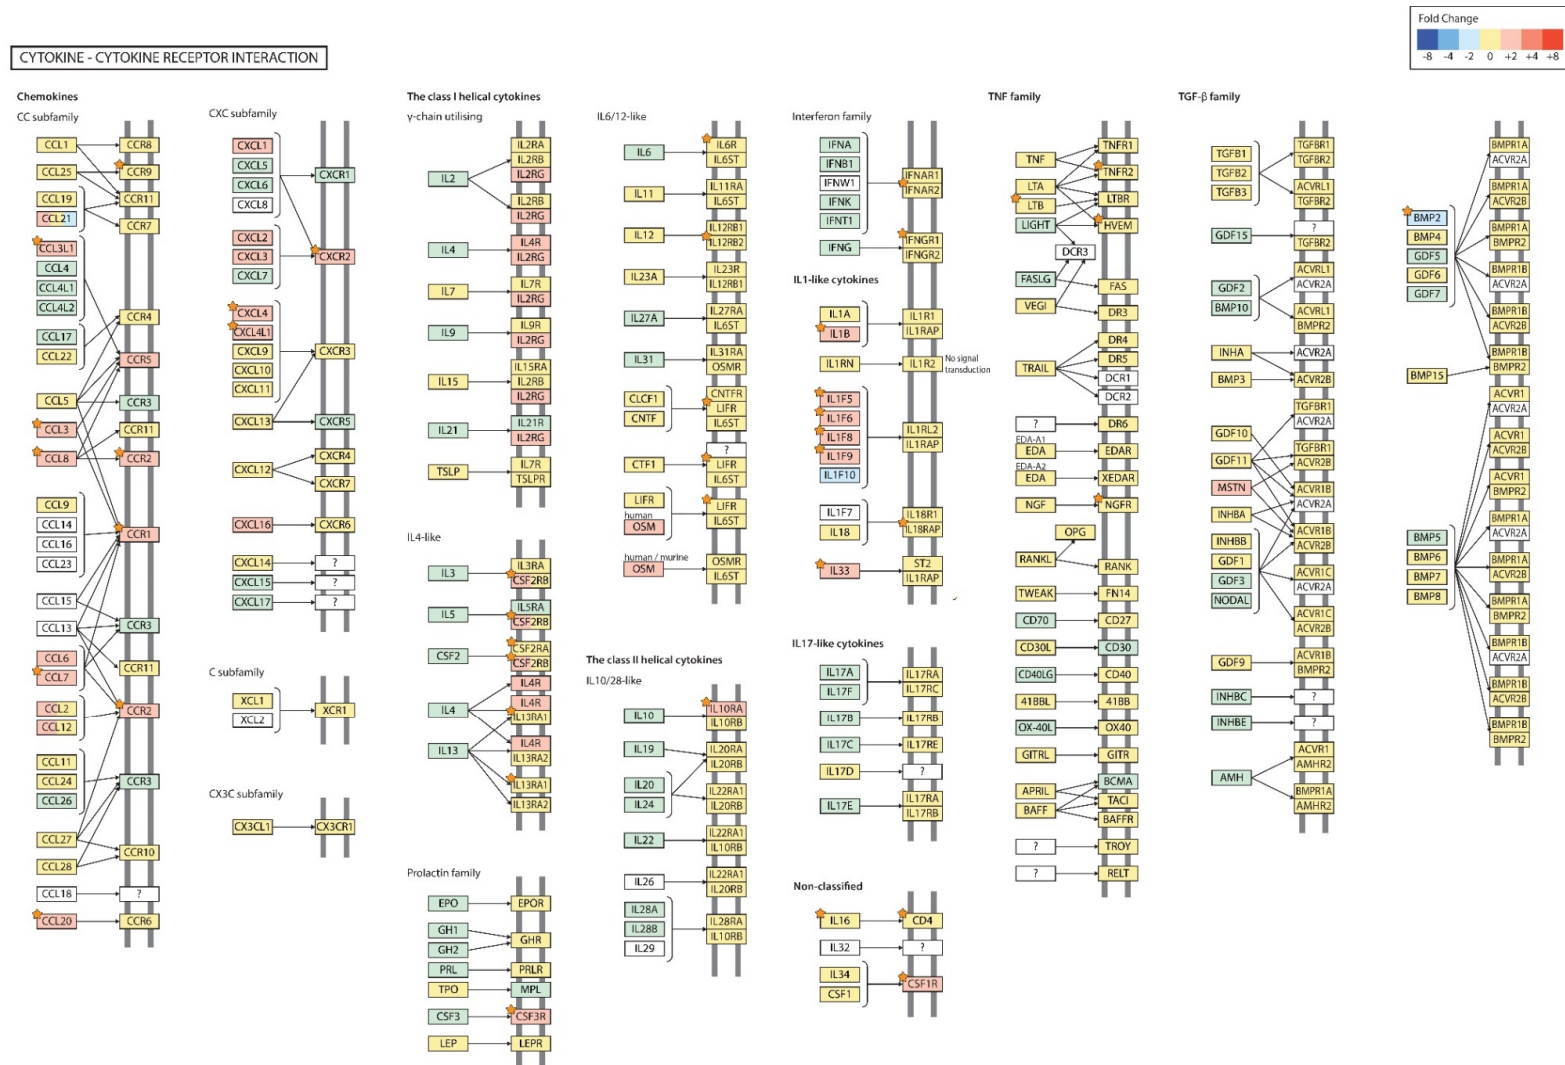 Fold Change
-8 -4 -2 0 +2 +4 +8
CYTOKINE - CYTOKINE RECEPTOR INTERACTION
Chemokines
CC subfamily
CCL1 CCR8
CCL25 CCR9
CCL19 CCR11
CCL21 CCR7
CCL3L1
CCL4
CCL4L1
CCL4L2
CCR4
CCL17
CCL22 CCR5
CCL5 CCR3
CCL3 CCR11
CCL8 CCR2
CCL9
CCL14 CCR1
CCL16
CCL23
CCL15
CCL13 CCR3
CCL6 CCR11
CCL7
CCL2 CCR2
CCL12
CCL11
CCL24 CCR3
CCL26
CCL27 CCR10
CCL28
CCL18 ?
CCL20 CCR6
CXC subfamily
CXCL1
CXCL5 CXCR1
CXCL6
CXCL8
CXCL2
CXCL3 CXCR2
CXCL7
CXCL4
CXCL4L1
CXCL9 CXCR3
CXCL10
CXCL11
CXCL13 CXCR5
CXCR4
CXCL12
CXCR7
CXCL16 CXCR6
CXCL14 ?
CXCL15 ?
CXCL17 ?
C subfamily
XCL1 XCR1
XCL2
CX3C subfamily
CX3CL1 CX3CR1
The class I helical cytokines
γ-chain utilising
IL2RA
IL2RB
IL2 IL2RG
IL2RB
IL2RG
IL4 IL4R
IL2RG
IL7 IL7R
IL2RG
IL9 IL9R
IL2RG
IL15RA
IL15 IL2RB
IL2RG
IL21 IL21R
IL2RG
TSLP IL7R
TSLPR
IL4-like
IL3 IL3RA
CSF2RB
IL5 IL5RA
CSF2RB
CSF2 CSF2RA
CSF2RB
IL4R
IL4 IL4R
IL13RA1
IL13 IL4R
IL13RA2
IL13RA1
IL13RA2
Prolactin family
EPO EPOR
GH1 GHR
GH2
PRL PRLR
TPO MPL
CSF3 CSF3R
LEP LEPR
IL6/12-like
IL6 IL6R
IL6ST
IL11 IL11RA
IL6ST
IL12 IL12RB1
IL12RB2
IL23A IL23R
IL12RB1
IL27A IL27RA
IL6ST
IL31 IL31RA
OSMR
CLCF1 CNTFR
CNTF LIFR
IL6ST
?
CTF1 LIFR
IL6ST
LIFR LIFR
human
OSM IL6ST
human / murine
OSM OSMR
IL6ST
The class II helical cytokines
IL10/28-like
IL10 IL10RA
IL10RB
IL19 IL20RA
IL20RB
IL20 IL22RA1
IL24 IL20RB
IL22 IL22RA1
IL10RB
IL26 IL22RA1
IL20RB
IL28A IL28RA
IL28B IL10RB
IL29
Interferon family
IFNA
IFNB1 IFNAR1
IFNW1 IFNAR2
IFNK
IFNT1
IFNG IFNGR1
IFNGR2
IL1-like cytokines
IL1A IL1R1
IL1B IL1RAP
IL1RN IL1R2 No signal
transduction
IL1F5
IL1F6
IL1F8 IL1RL2
IL1F9 IL1RAP
IL1F10
IL1F7 IL18R1
IL18 IL18RAP
IL33 ST2
IL1RAP
IL17-like cytokines
IL17A IL17RA
IL17F IL17RC
IL17B IL17RB
IL17C IL17RE
IL17D ?
IL17E IL17RA
IL17RB
Non-classified
IL16 CD4
IL32 ?
IL34 CSF1R
CSF1
TNF family
TNF TNFR1
TNFR2
LTA
LTB LTBR
LIGHT HVEM
DCR3
FASLG FAS
VEGI DR3
DR4
TRAIL DR5
DCR1
DCR2
? DR6
EDA-A1
EDA EDAR
EDA-A2
EDA XEDAR
NGF NGFR
OPG
RANKL RANK
TWEAK FN14
CD70 CD27
CD30L CD30
CD40LG CD40
41BBL 41BB
OX-40L OX40
GITRL GITR
BCMA
APRIL TACI
BAFF BAFFR
? TROY
? RELT
TGF-β family
TGFB1 TGFBR1
TGFBR2
TGFB2
TGFB3 ACVRL1
TGFBR2
GDF15 ?
TGFBR2
GDF2 ACVRL1
ACVR2A
BMP10 ACVRL1
BMPR2
INHA ACVR2A
BMP3 ACVR2B
GDF10 TGFBR1
ACVR2A
GDF11 TGFBR1
ACVR2B
MSTN ACVR1B
ACVR2A
INHBA ACVR1B
INHBB ACVR2B
GDF1 ACVR1C
GDF3 ACVR2A
NODAL ACVR1C
ACVR2B
GDF9 ACVR1B
BMPR2
INHBC ?
INHBE ?
AMH ACVR1
AMHR2
BMPR1A
AMHR2
BMPR1A
ACVR2A
BMPR1A
ACVR2B
BMP2 BMPR1A
BMP4 BMPR2
GDF5 BMPR1B
GDF6 ACVR2A
GDF7 BMPR1B
ACVR2B
BMP15 BMPR1B
BMPR2
ACVR1
ACVR2A
ACVR1
ACVR2B
ACVR1
BMPR2
BMP5 BMPR1A
ACVR2A
BMP6 BMPR1A
BMP7 ACVR2B
BMP8 BMPR1A
BMPR2
BMPR1B
ACVR2A
BMPR1B
ACVR2B
BMPR1B
BMPR2